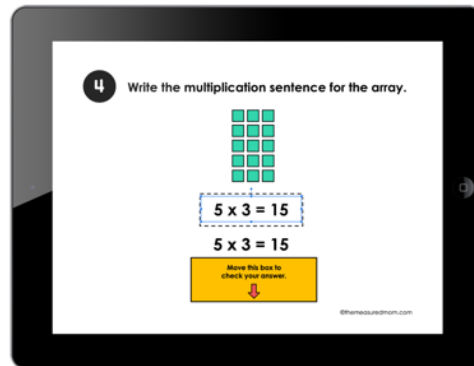 4 Write the multiplication sentence for the array.
5 x 3 = 15
5 x 3 = 15
Move this box to
check your answer.
©themeasuredmom.com